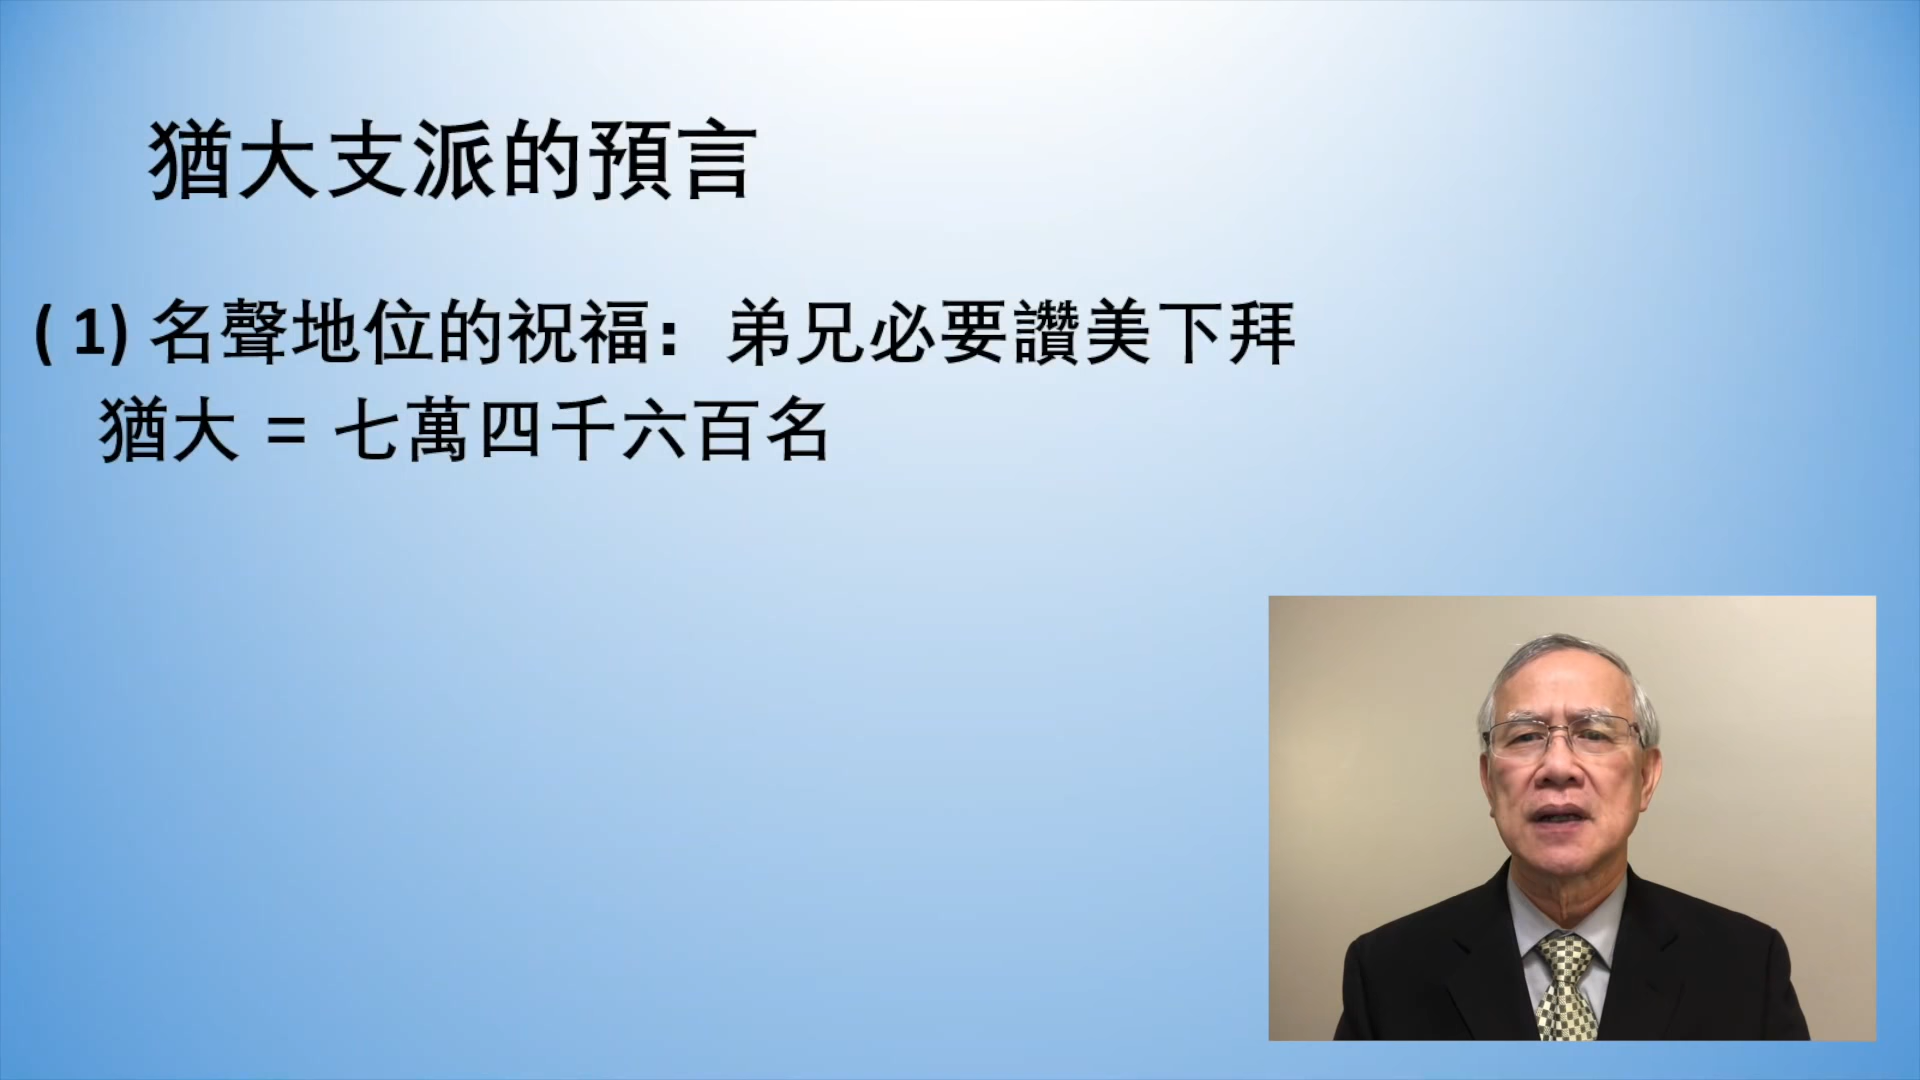 猶大支派的預言
( 1) 名聲地位的祝福：弟兄必要讚美下拜
猶大 = 七萬四千六百名